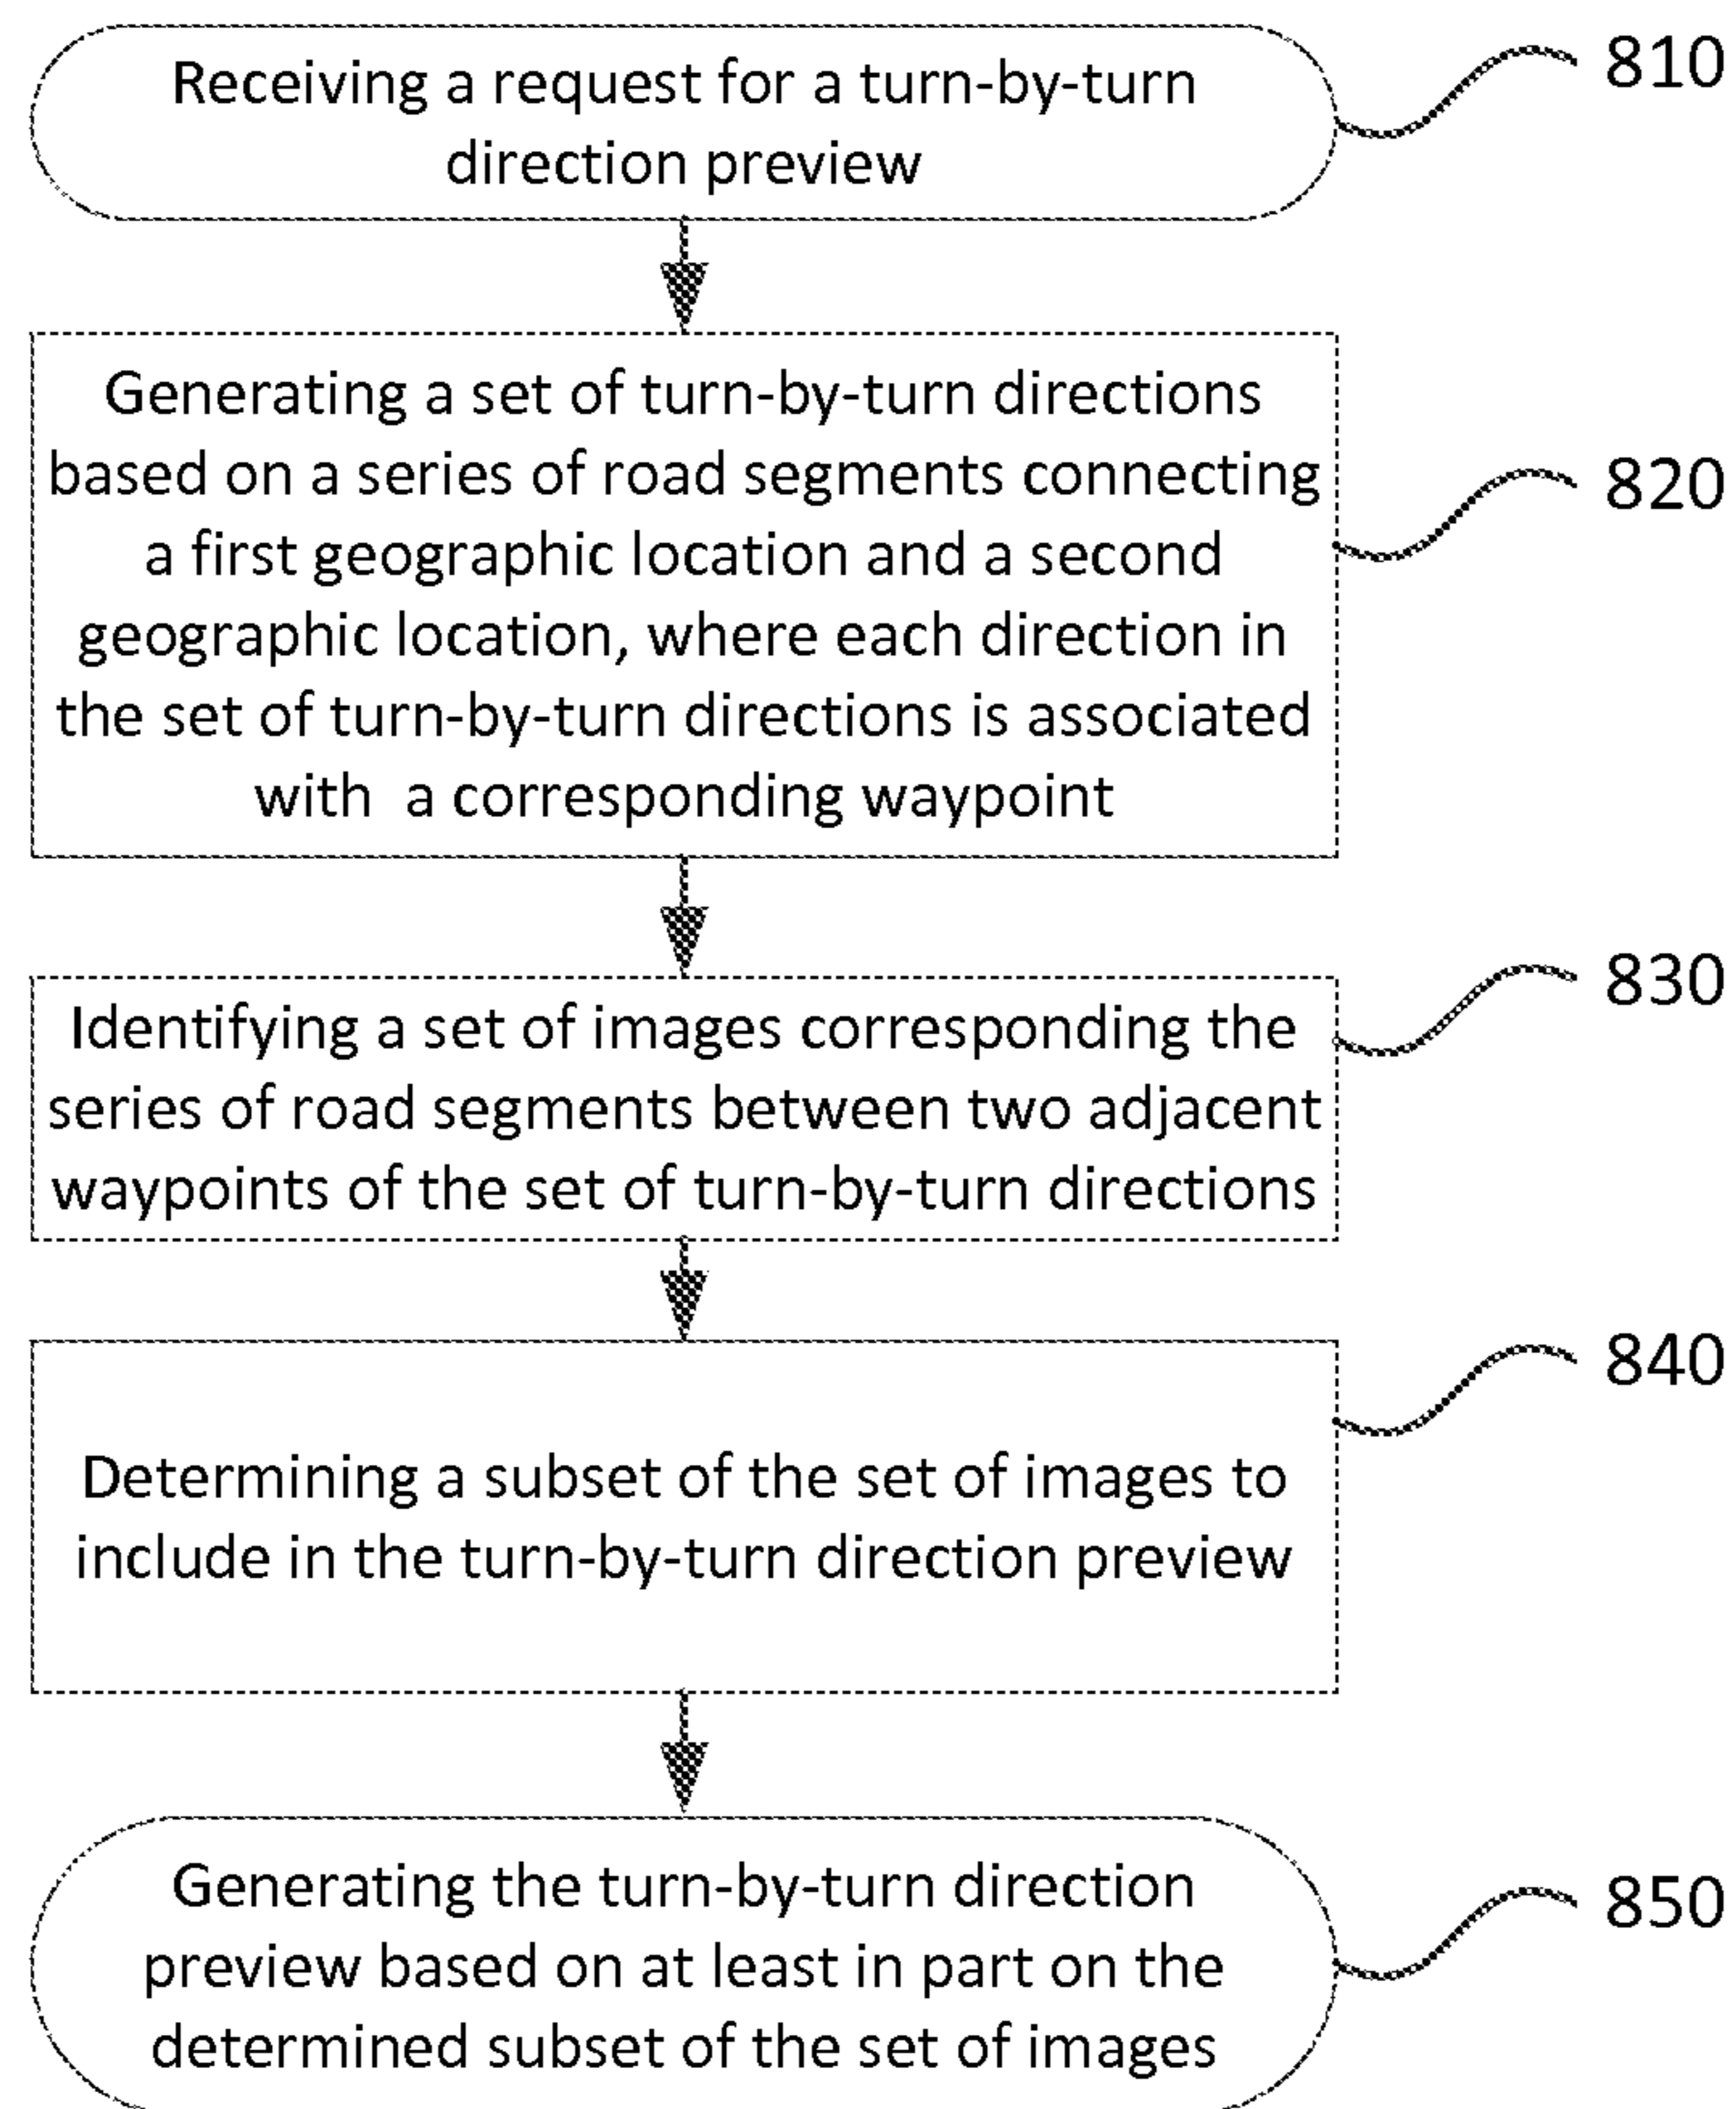 Receiving a request for a turn-by-turn
direction preview
810
Generating a set of turn-by-turn directions
based on a series of road segments connecting
a first geographic location and a second
geographic location, where each direction in
the set of turn-by-turn directions is associated
with a corresponding waypoint
820
Identifying a set of images corresponding the
series of road segments between two adjacent
waypoints of the set of turn-by-turn directions
830
Determining a subset of the set of images to
include in the turn-by-turn direction preview
840
Generating the turn-by-turn direction
preview based on at least in part on the
determined subset of the set of images
850